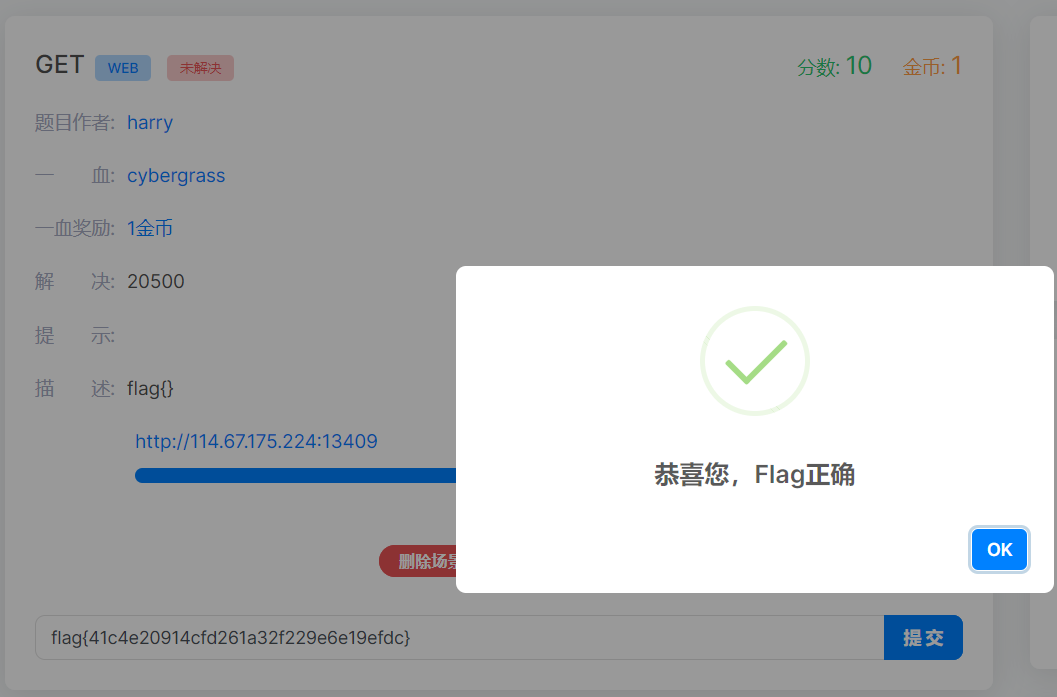 GET WEB 未解决 分数: 10 金币: 1
题目作者: harry
一 血: cybergrass
一血奖励: 1金币
解 决: 20500
提 示:
描 述: flag{}
http://114.67.175.224:13409
恭喜您，Flag正确
OK
删除场景
flag{41c4e20914cfd261a32f229e6e19efdc} 提交